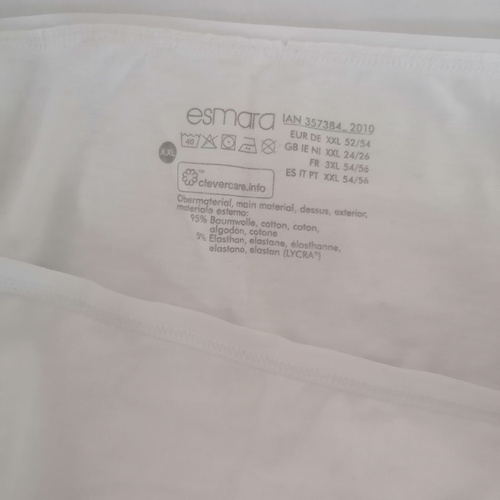 esmara
IAN 357384_2010
EUR DE XXL 52/54
GB IE NI XXL 24/26
FR 3XL 54/56
ES IT PT XXL 54/56
40
XXL
clevercare.info
Obermaterial, main material, dessus, exterior,
materiale esterno:
95% Baumwolle, cotton, coton,
algodón, cotone
5% Elasthan, elastane, élasthanne,
elastano, elastan (LYCRA®)